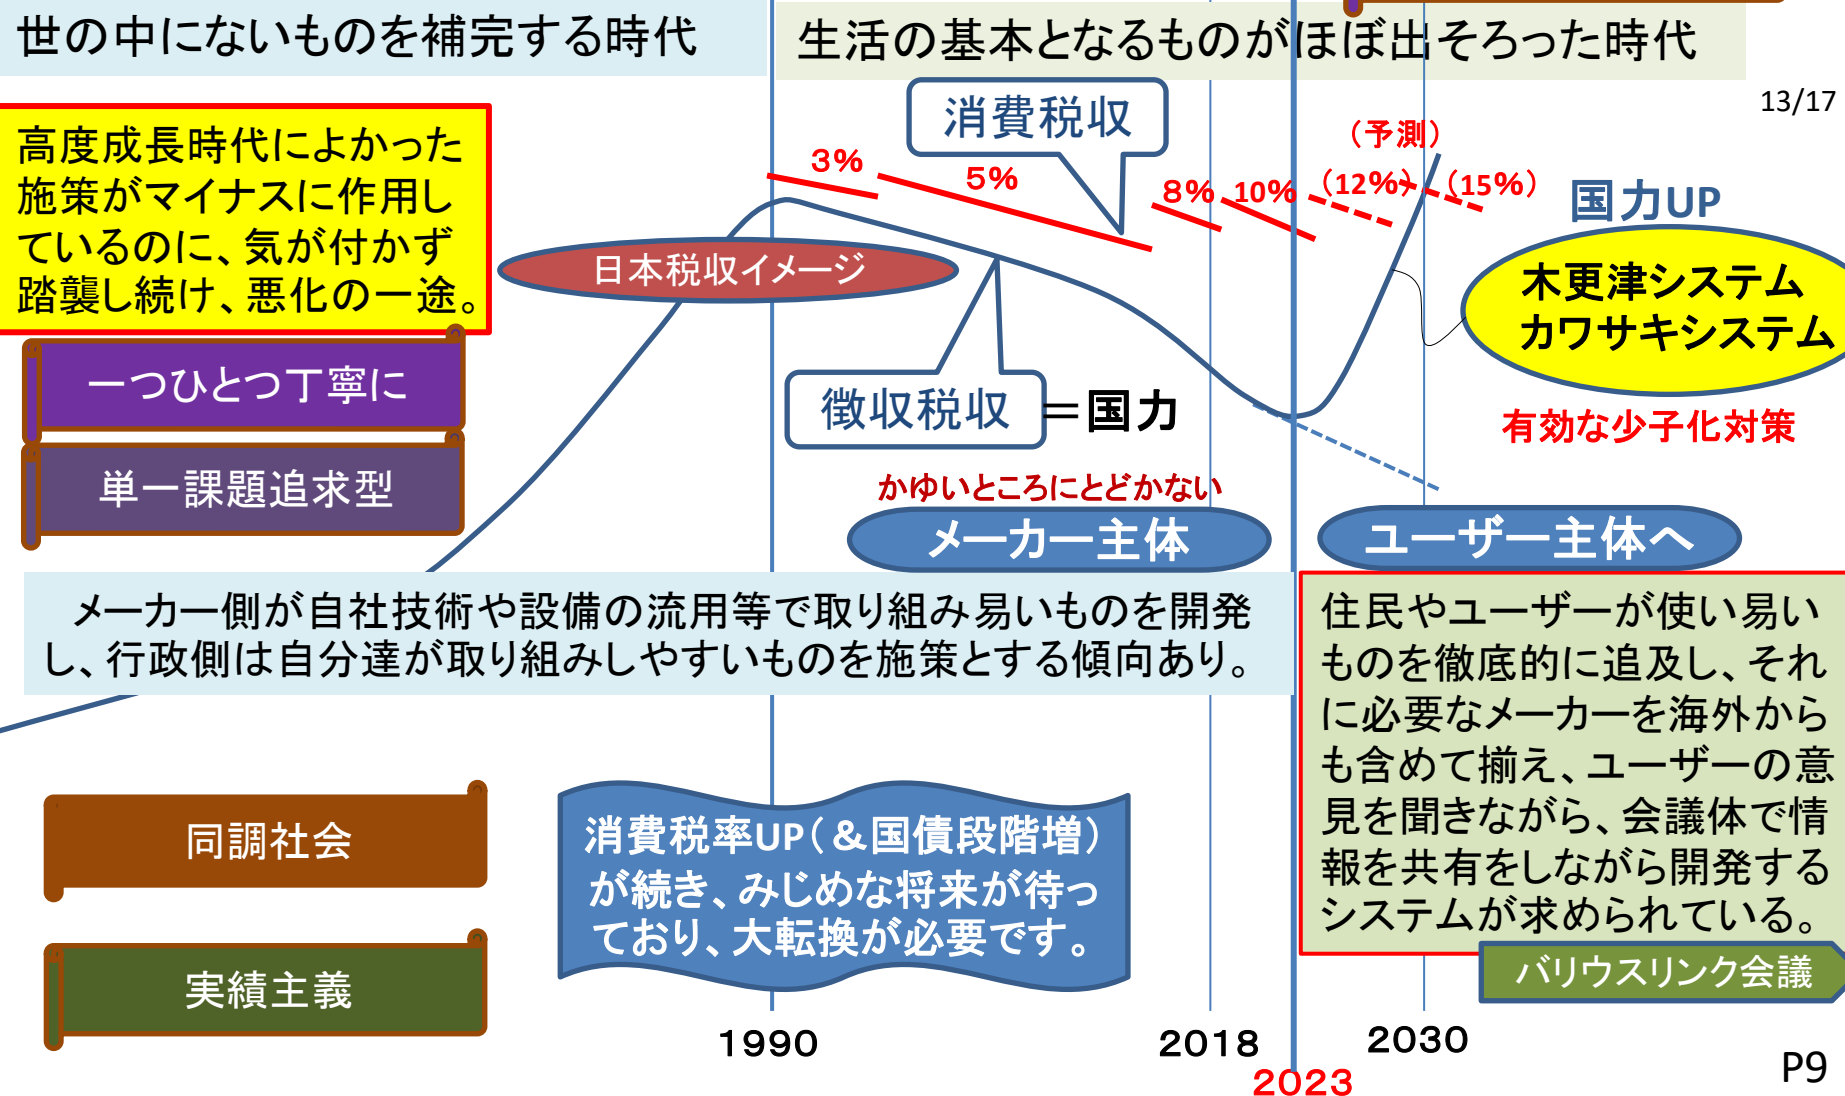 世の中にないものを補完する時代
生活の基本となるものがほぼ出そろった時代
13/17
高度成長時代によかった
施策がマイナスに作用し
ているのに、気が付かず
踏襲し続け、悪化の一途。
消費税収
3%
5%
8%
10%
（予測）
（12%）
（15%）
国力UP
日本税収イメージ
木更津システム
カワサキシステム
一つひとつ丁寧に
徴収税収
＝国力
有効な少子化対策
単一課題追求型
かゆいところにとどかない
メーカー主体
ユーザー主体へ
メーカー側が自社技術や設備の流用等で取り組み易いものを開発
し、行政側は自分達が取り組みしやすいものを施策とする傾向あり。
住民やユーザーが使い易い
ものを徹底的に追及し、それ
に必要なメーカーを海外から
も含めて揃え、ユーザーの意
見を聞きながら、会議体で情
報を共有をしながら開発する
システムが求められている。
同調社会
消費税率UP（＆国債段階増）
が続き、みじめな将来が待っ
ており、大転換が必要です。
実績主義
バリウスリンク会議
1990
2018
2030
2023
P9